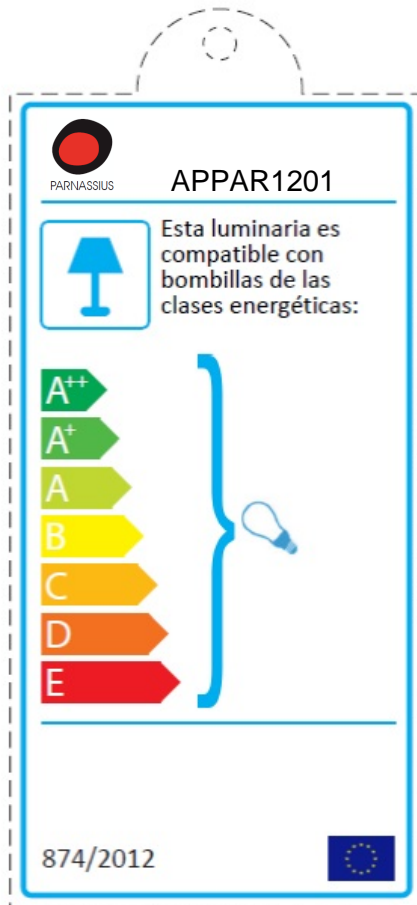 PARNASSIUS
APPAR1201
Esta luminaria es
compatible con
bombillas de las
clases energéticas:
A++
A+
A
B
C
D
E
874/2012